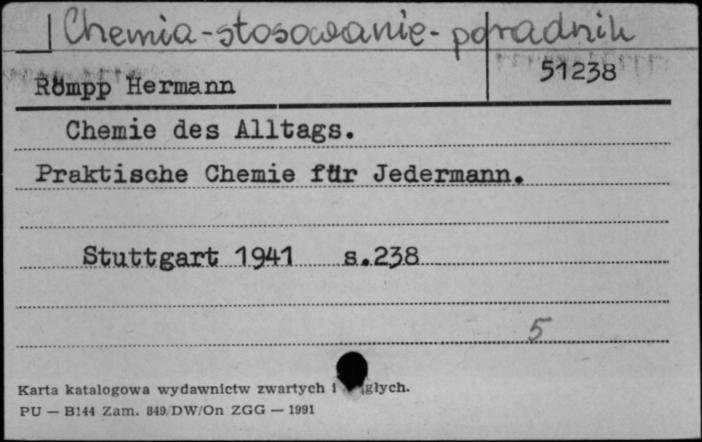 Chemia-stosowanie-poradnik
Römpp Hermann 51238
Chemie des Alltags.
Praktische Chemie für Jedermann.
Stuttgart 1941 s.238
5
Karta katalogowa wydawnictw zwartych i głych.
PU — B144 Zam. 849/DW/On ZGG — 1991